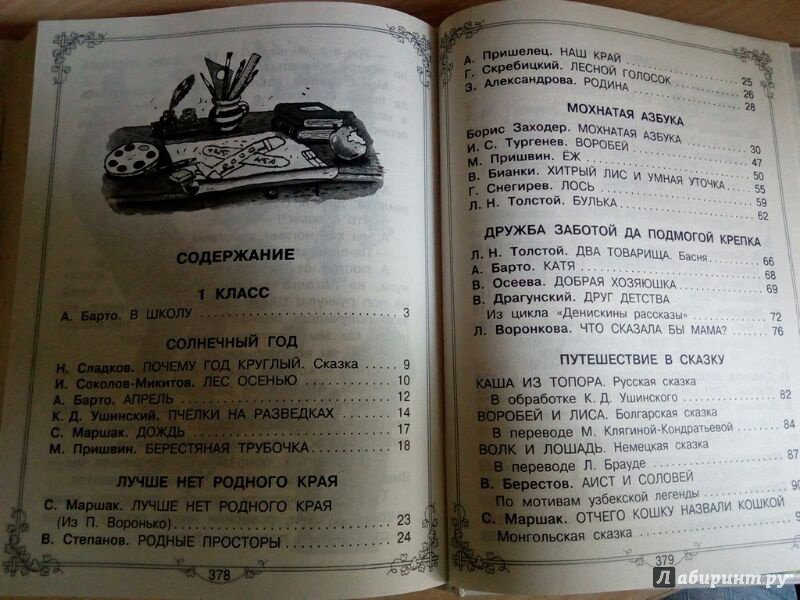 СОДЕРЖАНИЕ
1 КЛАСС
А. Барто. В ШКОЛУ 3
СОЛНЕЧНЫЙ ГОД
Н. Сладков. ПОЧЕМУ ГОД КРУГЛЫЙ. Сказка 9
И. Соколов-Микитов. ЛЕС ОСЕНЬЮ 10
А. Барто. АПРЕЛЬ 12
К. Д. Ушинский. ПЧЁЛКИ НА РАЗВЕДКАХ 14
С. Маршак. ДОЖДЬ 17
М. Пришвин. БЕРЕСТЯНАЯ ТРУБОЧКА 18
ЛУЧШЕ НЕТ РОДНОГО КРАЯ
С. Маршак. ЛУЧШЕ НЕТ РОДНОГО КРАЯ
(Из П. Воронько) 23
В. Степанов. РОДНЫЕ ПРОСТОРЫ 24
378
А. Пришелец. НАШ КРАЙ 25
Г. Скребицкий. ЛЕСНОЙ ГОЛОСОК 26
З. Александрова. РОДИНА 28
МОХНАТАЯ АЗБУКА
Борис Заходер. МОХНАТАЯ АЗБУКА 30
И. С. Тургенев. ВОРОБЕЙ 47
М. Пришвин. ЁЖ 50
В. Бианки. ХИТРЫЙ ЛИС И УМНАЯ УТОЧКА 55
Г. Снегирев. ЛОСЬ 59
Л. Н. Толстой. БУЛЬКА 62
ДРУЖБА ЗАБОТОЙ ДА ПОДМОГОЙ КРЕПКА
Л. Н. Толстой. ДВА ТОВАРИЩА. Басня 66
А. Барто. КАТЯ 68
В. Осеева. ДОБРАЯ ХОЗЯЮШКА 69
В. Драгунский. ДРУГ ДЕТСТВА
Из цикла «Денискины рассказы» 72
Л. Воронкова. ЧТО СКАЗАЛА БЫ МАМА? 76
ПУТЕШЕСТВИЕ В СКАЗКУ
КАША ИЗ ТОПОРА. Русская сказка
В обработке К. Д. Ушинского 82
ВОРОБЕЙ И ЛИСА. Болгарская сказка
В переводе М. Клягиной-Кондратьевой 84
ВОЛК И ЛОШАДЬ. Немецкая сказка
В переводе Л. Брауде 87
В. Берестов. АИСТ И СОЛОВЕЙ
По мотивам узбекской легенды 90
С. Маршак. ОТЧЕГО КОШКУ НАЗВАЛИ КОШКОЙ
Монгольская сказка
379
Лабиринт.ру